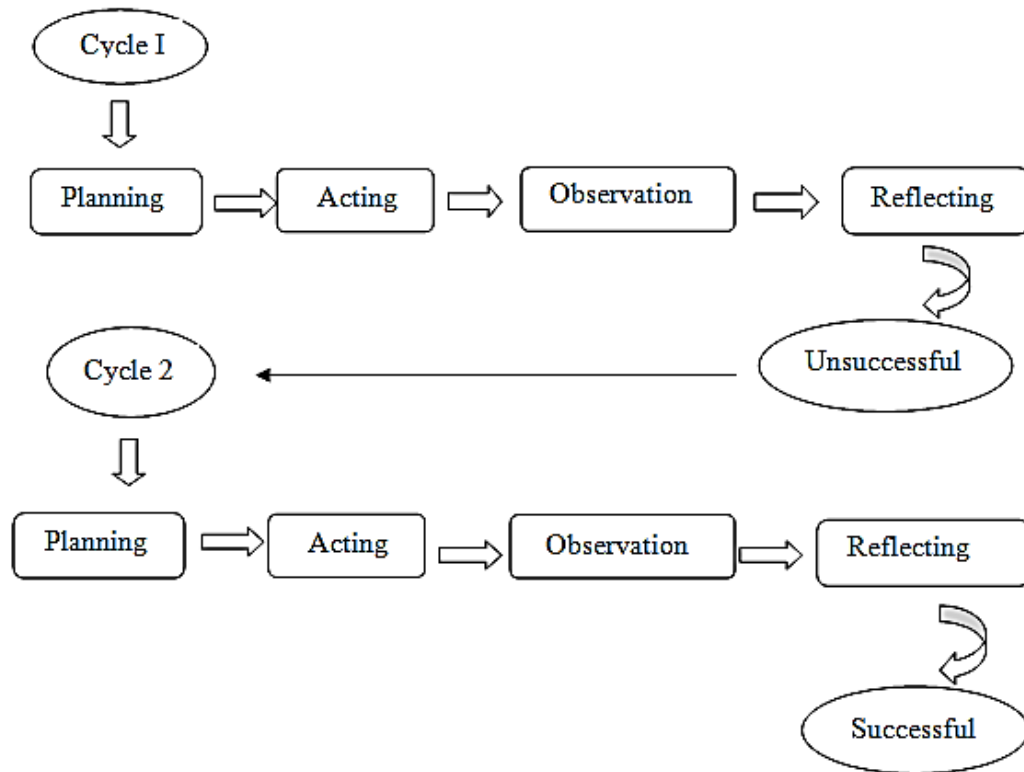 Cycle I
Planning
Acting
Observation
Reflecting
Unsuccessful
Cycle 2
Planning
Acting
Observation
Reflecting
Successful